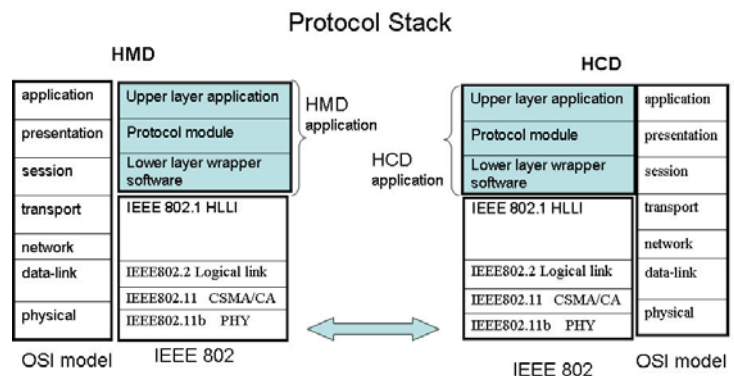 Protocol Stack
HMD
HCD
application
presentation
session
transport
network
data-link
physical
OSI model
Upper layer application
Protocol module
Lower layer wrapper
software
IEEE 802.1 HLLI
IEEE802.2 Logical link
IEEE802.11 CSMA/CA
IEEE802.11b PHY
IEEE 802
HMD
application
HCD
application
Upper layer application
Protocol module
Lower layer wrapper
software
IEEE 802.1 HLLI
IEEE802.2 Logical link
IEEE802.11 CSMA/CA
IEEE802.11b PHY
IEEE 802
application
presentation
session
transport
network
data-link
physical
OSI model